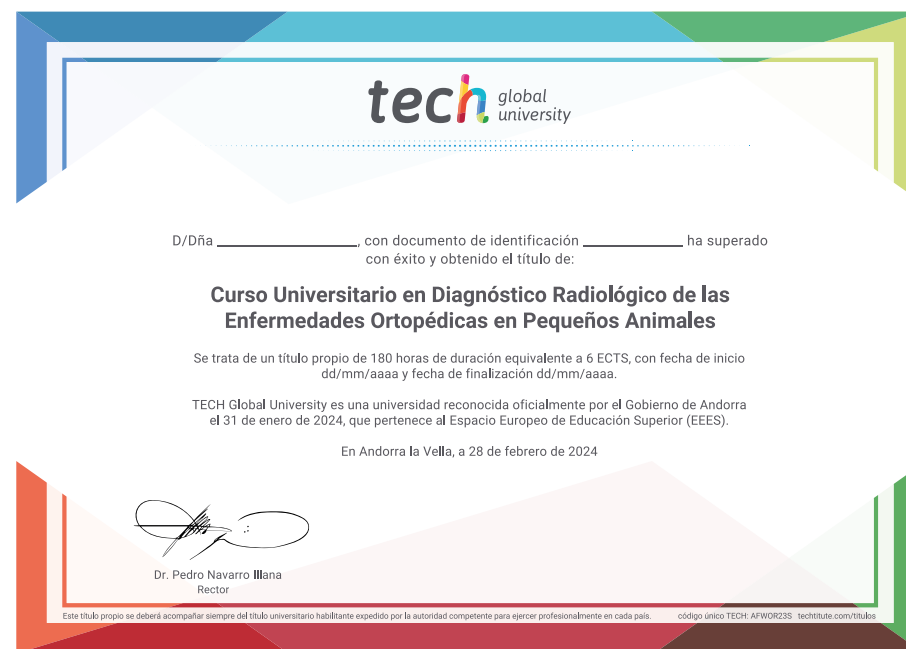 tech global university
D/Dña ________________, con documento de identificación ____________ ha superado
con éxito y obtenido el título de:
Curso Universitario en Diagnóstico Radiológico de las
Enfermedades Ortopédicas en Pequeños Animales
Se trata de un título propio de 180 horas de duración equivalente a 6 ECTS, con fecha de inicio
dd/mm/aaaa y fecha de finalización dd/mm/aaaa.
TECH Global University es una universidad reconocida oficialmente por el Gobierno de Andorra
el 31 de enero de 2024, que pertenece al Espacio Europeo de Educación Superior (EEES).
En Andorra la Vella, a 28 de febrero de 2024
Dr. Pedro Navarro Illana
Rector
Este título propio se deberá acompañar siempre del título universitario habilitante expedido por la autoridad competente para ejercer profesionalmente en cada país. código único TECH: AFWOR23S techtitute.com/titulos